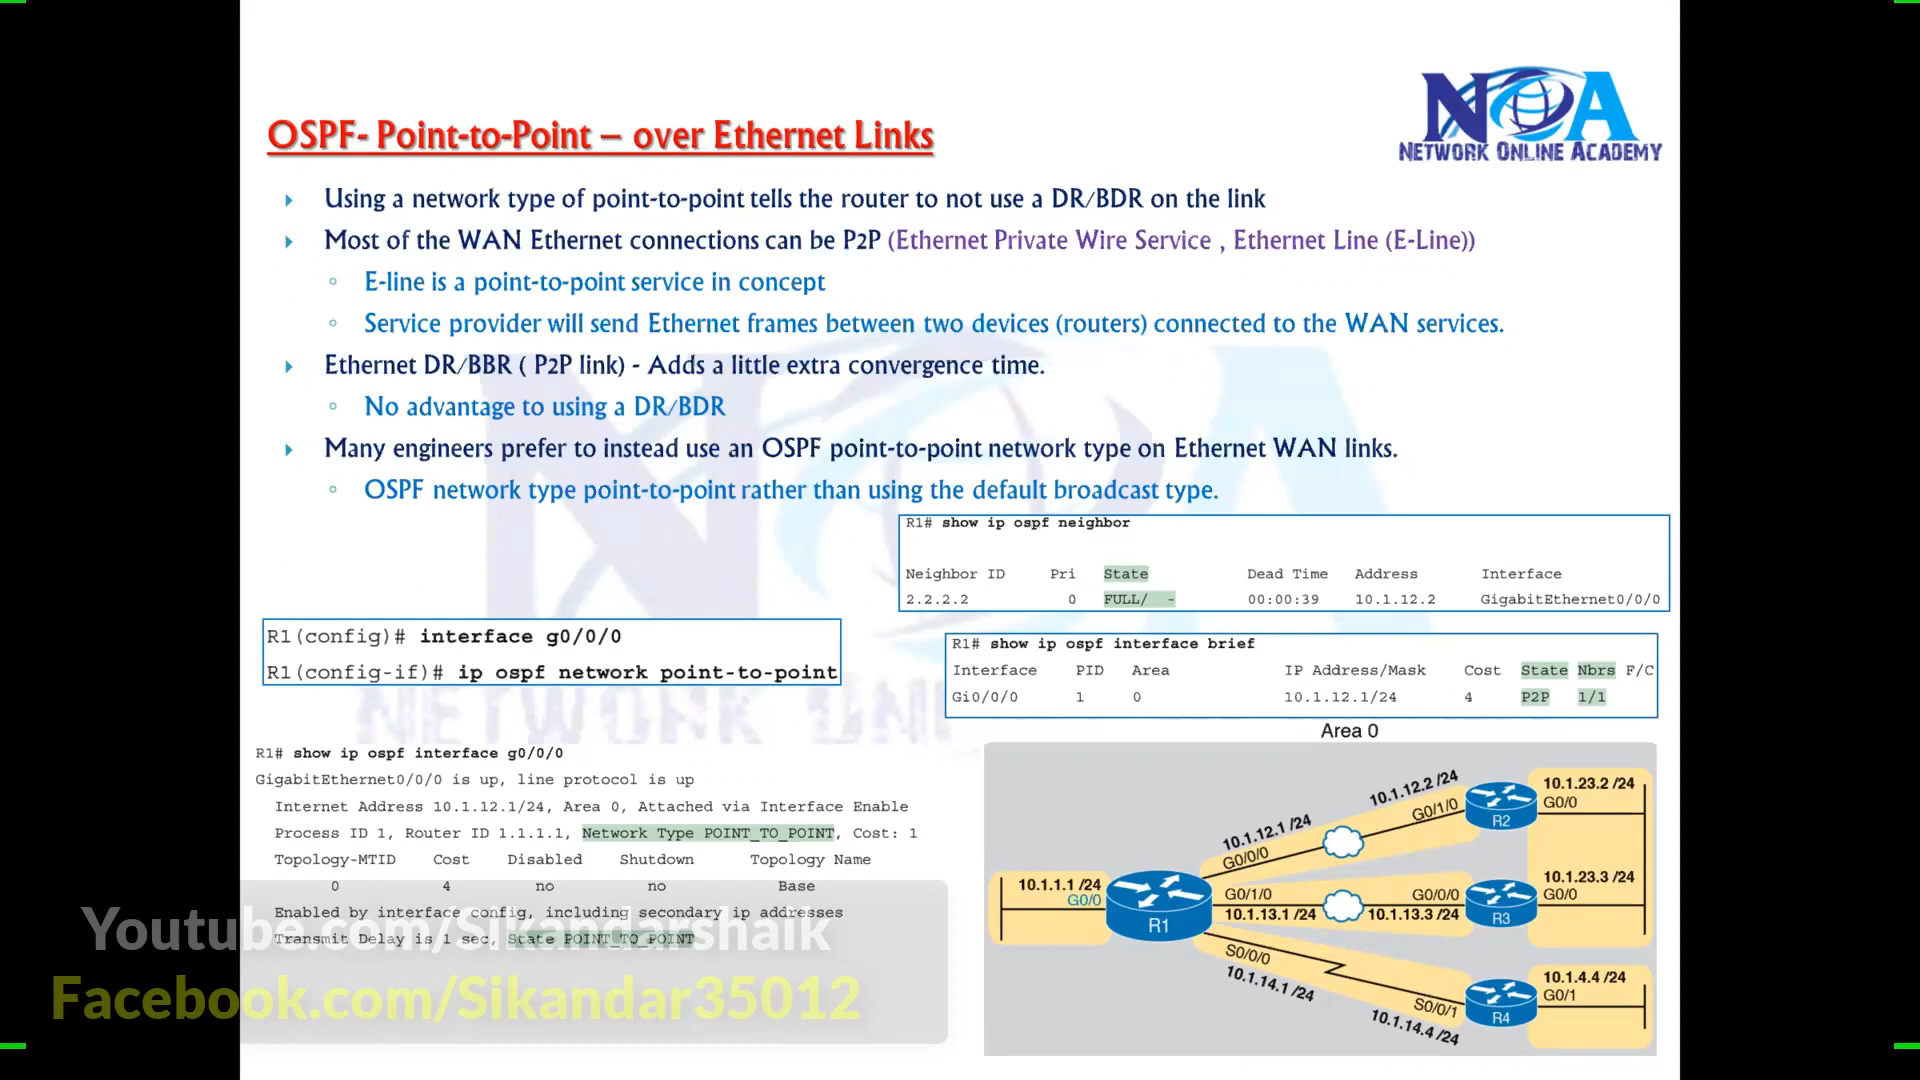 NOA
NETWORK ONLINE ACADEMY
OSPF- Point-to-Point – over Ethernet Links
Using a network type of point-to-point tells the router to not use a DR/BDR on the link
Most of the WAN Ethernet connections can be P2P (Ethernet Private Wire Service , Ethernet Line (E-Line))
E-line is a point-to-point service in concept
Service provider will send Ethernet frames between two devices (routers) connected to the WAN services.
Ethernet DR/BBR ( P2P link) - Adds a little extra convergence time.
No advantage to using a DR/BDR
Many engineers prefer to instead use an OSPF point-to-point network type on Ethernet WAN links.
OSPF network type point-to-point rather than using the default broadcast type.
R1# show ip ospf neighbor
Neighbor ID Pri State Dead Time Address Interface
2.2.2.2 0 FULL/ - 00:00:39 10.1.12.2 GigabitEthernet0/0/0
R1(config)# interface g0/0/0
R1(config-if)# ip ospf network point-to-point
R1# show ip ospf interface brief
Interface PID Area IP Address/Mask Cost State Nbrs F/C
Gi0/0/0 1 0 10.1.12.1/24 4 P2P 1/1
NETWORK ON
R1# show ip ospf interface g0/0/0
GigabitEthernet0/0/0 is up, line protocol is up
Internet Address 10.1.12.1/24, Area 0, Attached via Interface Enable
Process ID 1, Router ID 1.1.1.1, Network Type POINT_TO_POINT, Cost: 1
Topology-MTID Cost Disabled Shutdown Topology Name
0 4 no no Base
Enabled by interface config, including secondary ip addresses
Transmit Delay is 1 sec, State POINT_TO_POINT
Youtube.com/Sikandarshaik
Facebook.com/Sikandar35012
Area 0
10.1.12.2 /24
G0/1/0
R2
10.1.23.2 /24
G0/0
10.1.12.1 /24
G0/0/0
10.1.1.1 /24
G0/0
R1
G0/1/0
10.1.13.1 /24
G0/0/0
10.1.13.3 /24
R3
10.1.23.3 /24
G0/0
S0/0/0
10.1.14.1 /24
S0/0/1
10.1.14.4 /24
R4
10.1.4.4 /24
G0/1